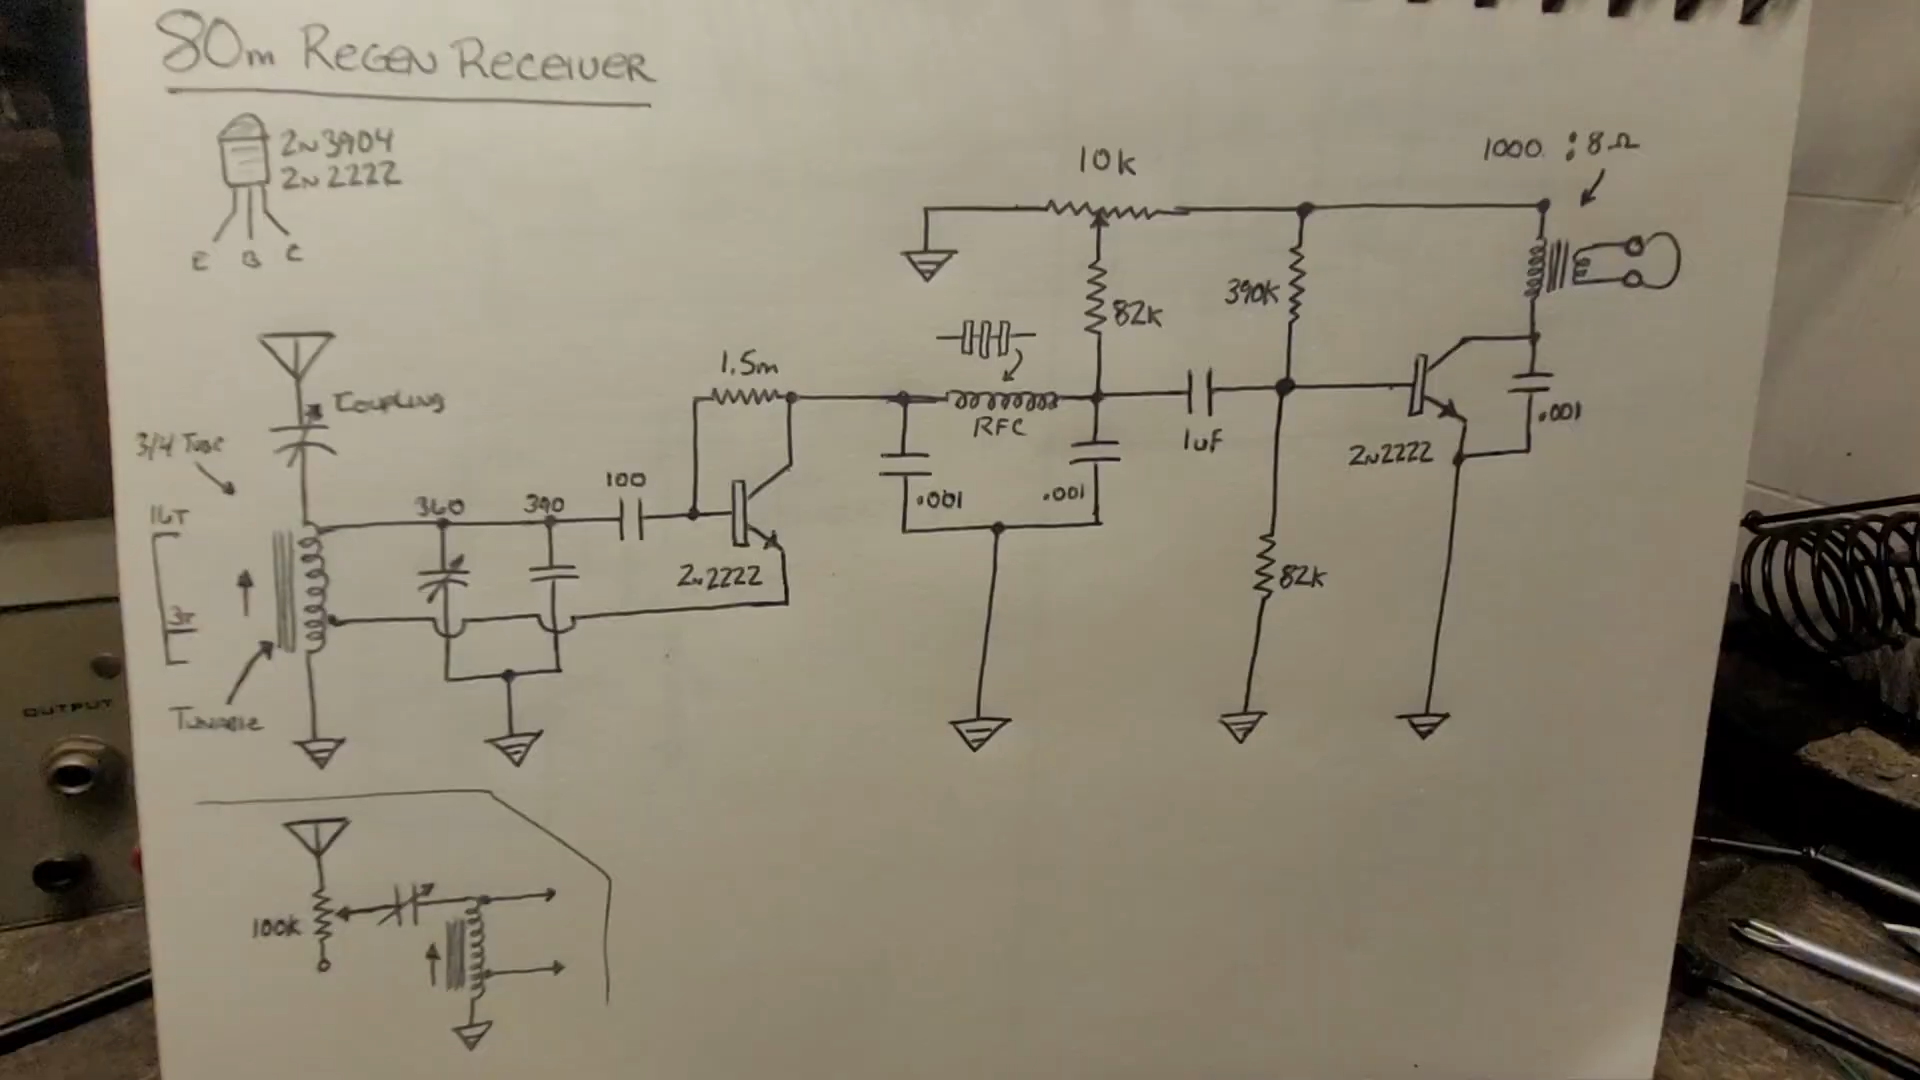 80m Regen Receiver
2N3904
2N2222
E B C
10k
1000 : 8Ω
82k
390k
Coupling
3/4 Tube
1.5m
RFC
1uF
.001
2N2222
16T
360
390
100
.001
.001
2N2222
82k
3T
Tunable
OUTPUT
100k